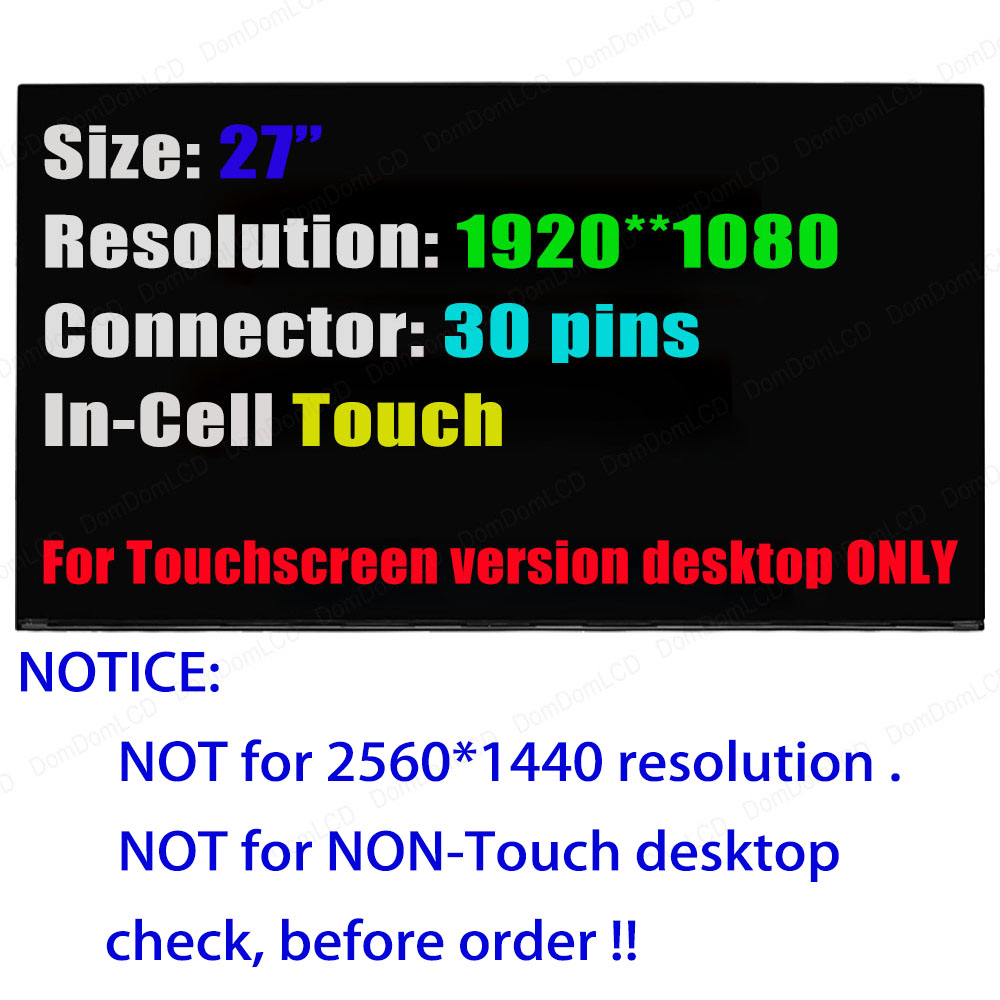 Size: 27”
Resolution: 1920**1080
Connector: 30 pins
In-Cell Touch
For Touchscreen version desktop ONLY
NOTICE:
NOT for 2560*1440 resolution .
NOT for NON-Touch desktop
check, before order !!
DomDomLCD